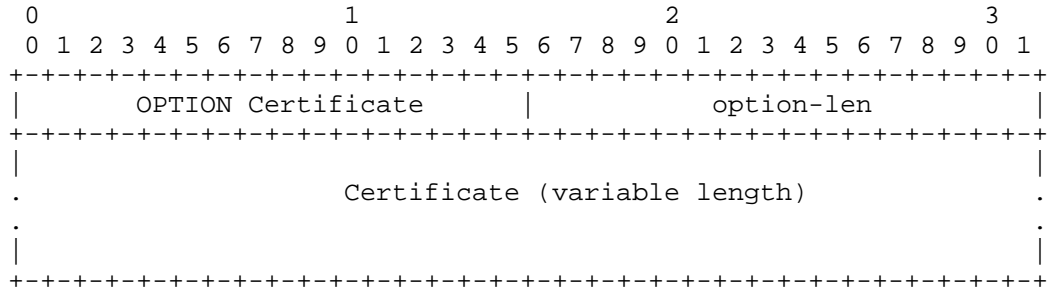 0                   1                   2                   3
 0 1 2 3 4 5 6 7 8 9 0 1 2 3 4 5 6 7 8 9 0 1 2 3 4 5 6 7 8 9 0 1
+-+-+-+-+-+-+-+-+-+-+-+-+-+-+-+-+-+-+-+-+-+-+-+-+-+-+-+-+-+-+-+-+
|       OPTION Certificate      |           option-len          |
+-+-+-+-+-+-+-+-+-+-+-+-+-+-+-+-+-+-+-+-+-+-+-+-+-+-+-+-+-+-+-+-+
|                                                               |
.                    Certificate (variable length)              .
.                                                               .
|                                                               |
+-+-+-+-+-+-+-+-+-+-+-+-+-+-+-+-+-+-+-+-+-+-+-+-+-+-+-+-+-+-+-+-+